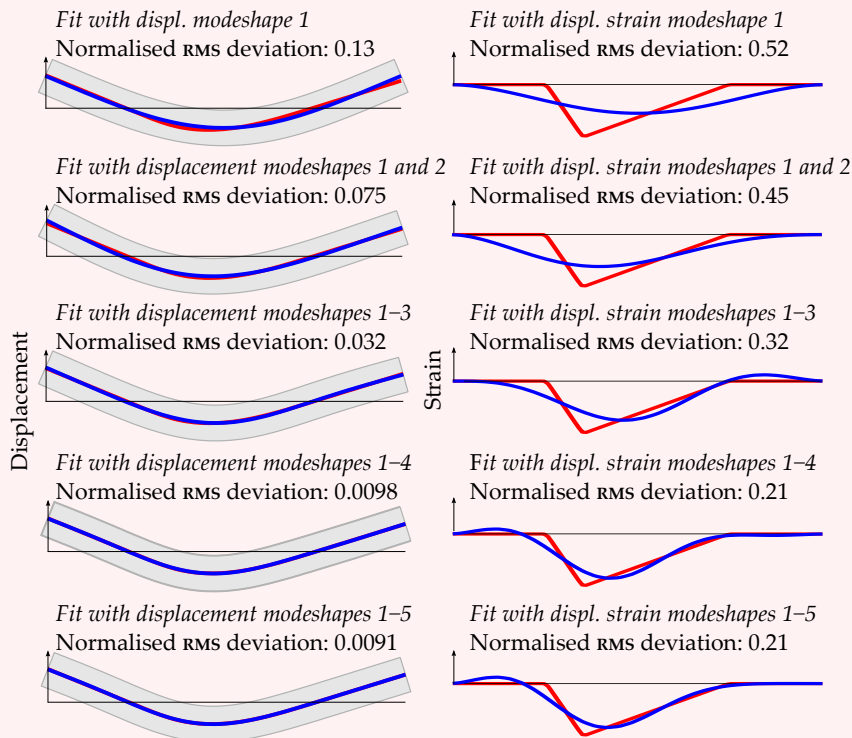 Fit with displ. modeshape 1
Normalised RMS deviation: 0.13
Fit with displ. strain modeshape 1
Normalised RMS deviation: 0.52
Fit with displacement modeshapes 1 and 2
Normalised RMS deviation: 0.075
Fit with displ. strain modeshapes 1 and 2
Normalised RMS deviation: 0.45
Displacement
Fit with displacement modeshapes 1–3
Normalised RMS deviation: 0.032
Strain
Fit with displ. strain modeshapes 1–3
Normalised RMS deviation: 0.32
Fit with displacement modeshapes 1–4
Normalised RMS deviation: 0.0098
Fit with displ. strain modeshapes 1–4
Normalised RMS deviation: 0.21
Fit with displacement modeshapes 1–5
Normalised RMS deviation: 0.0091
Fit with displ. strain modeshapes 1–5
Normalised RMS deviation: 0.21